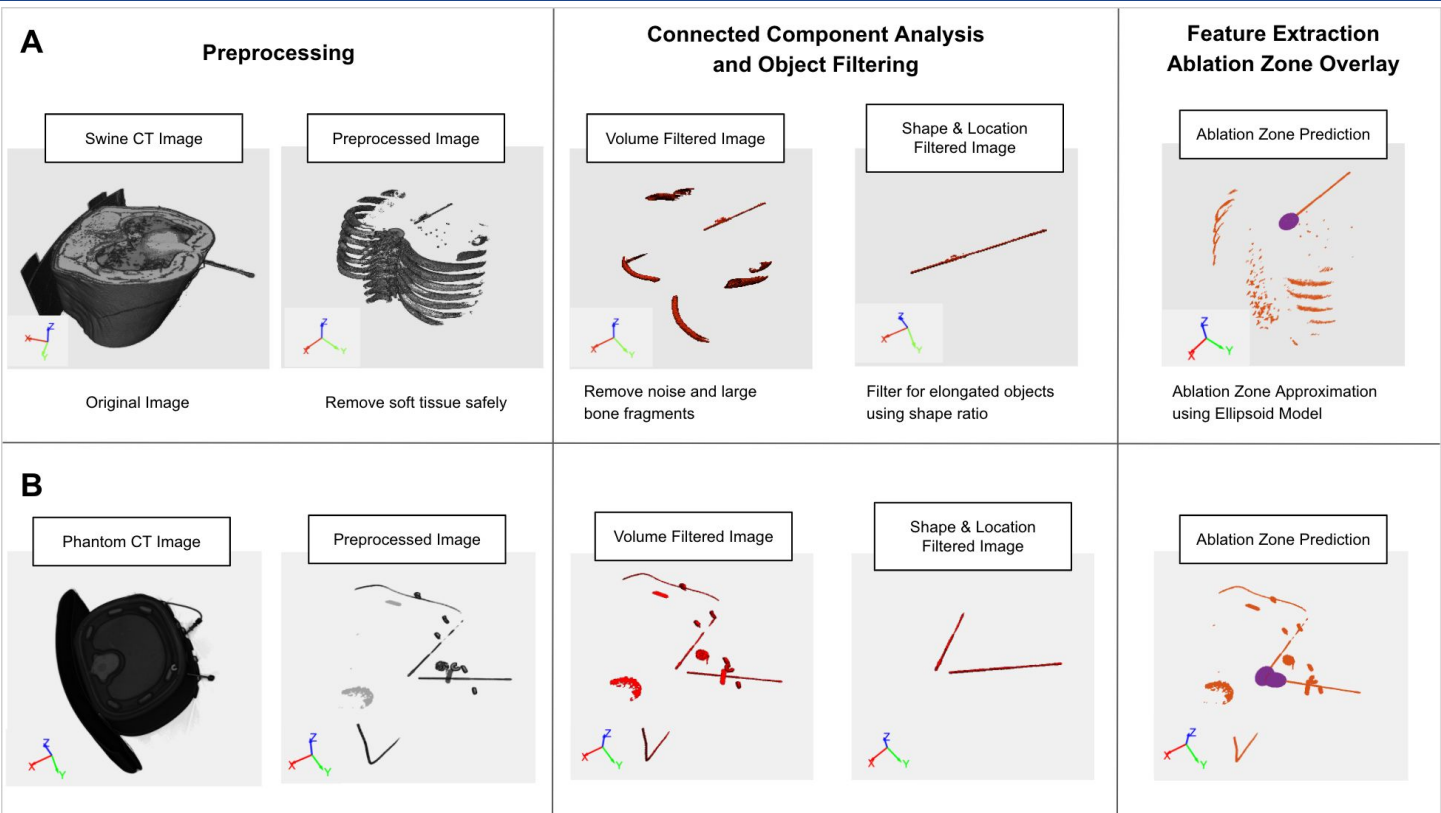 A
Preprocessing
Connected Component Analysis
and Object Filtering
Feature Extraction
Ablation Zone Overlay
Swine CT Image
Preprocessed Image
Volume Filtered Image
Shape & Location
Filtered Image
Ablation Zone Prediction
X
Z
Y
X
Z
Y
X
Z
Y
X
Z
Y
X
Z
Y
Original Image
Remove soft tissue safely
Remove noise and large
bone fragments
Filter for elongated objects
using shape ratio
Ablation Zone Approximation
using Ellipsoid Model
B
Phantom CT Image
Preprocessed Image
Volume Filtered Image
Shape & Location
Filtered Image
Ablation Zone Prediction
X
Z
Y
X
Z
Y
X
Z
Y
X
Z
Y
X
Z
Y